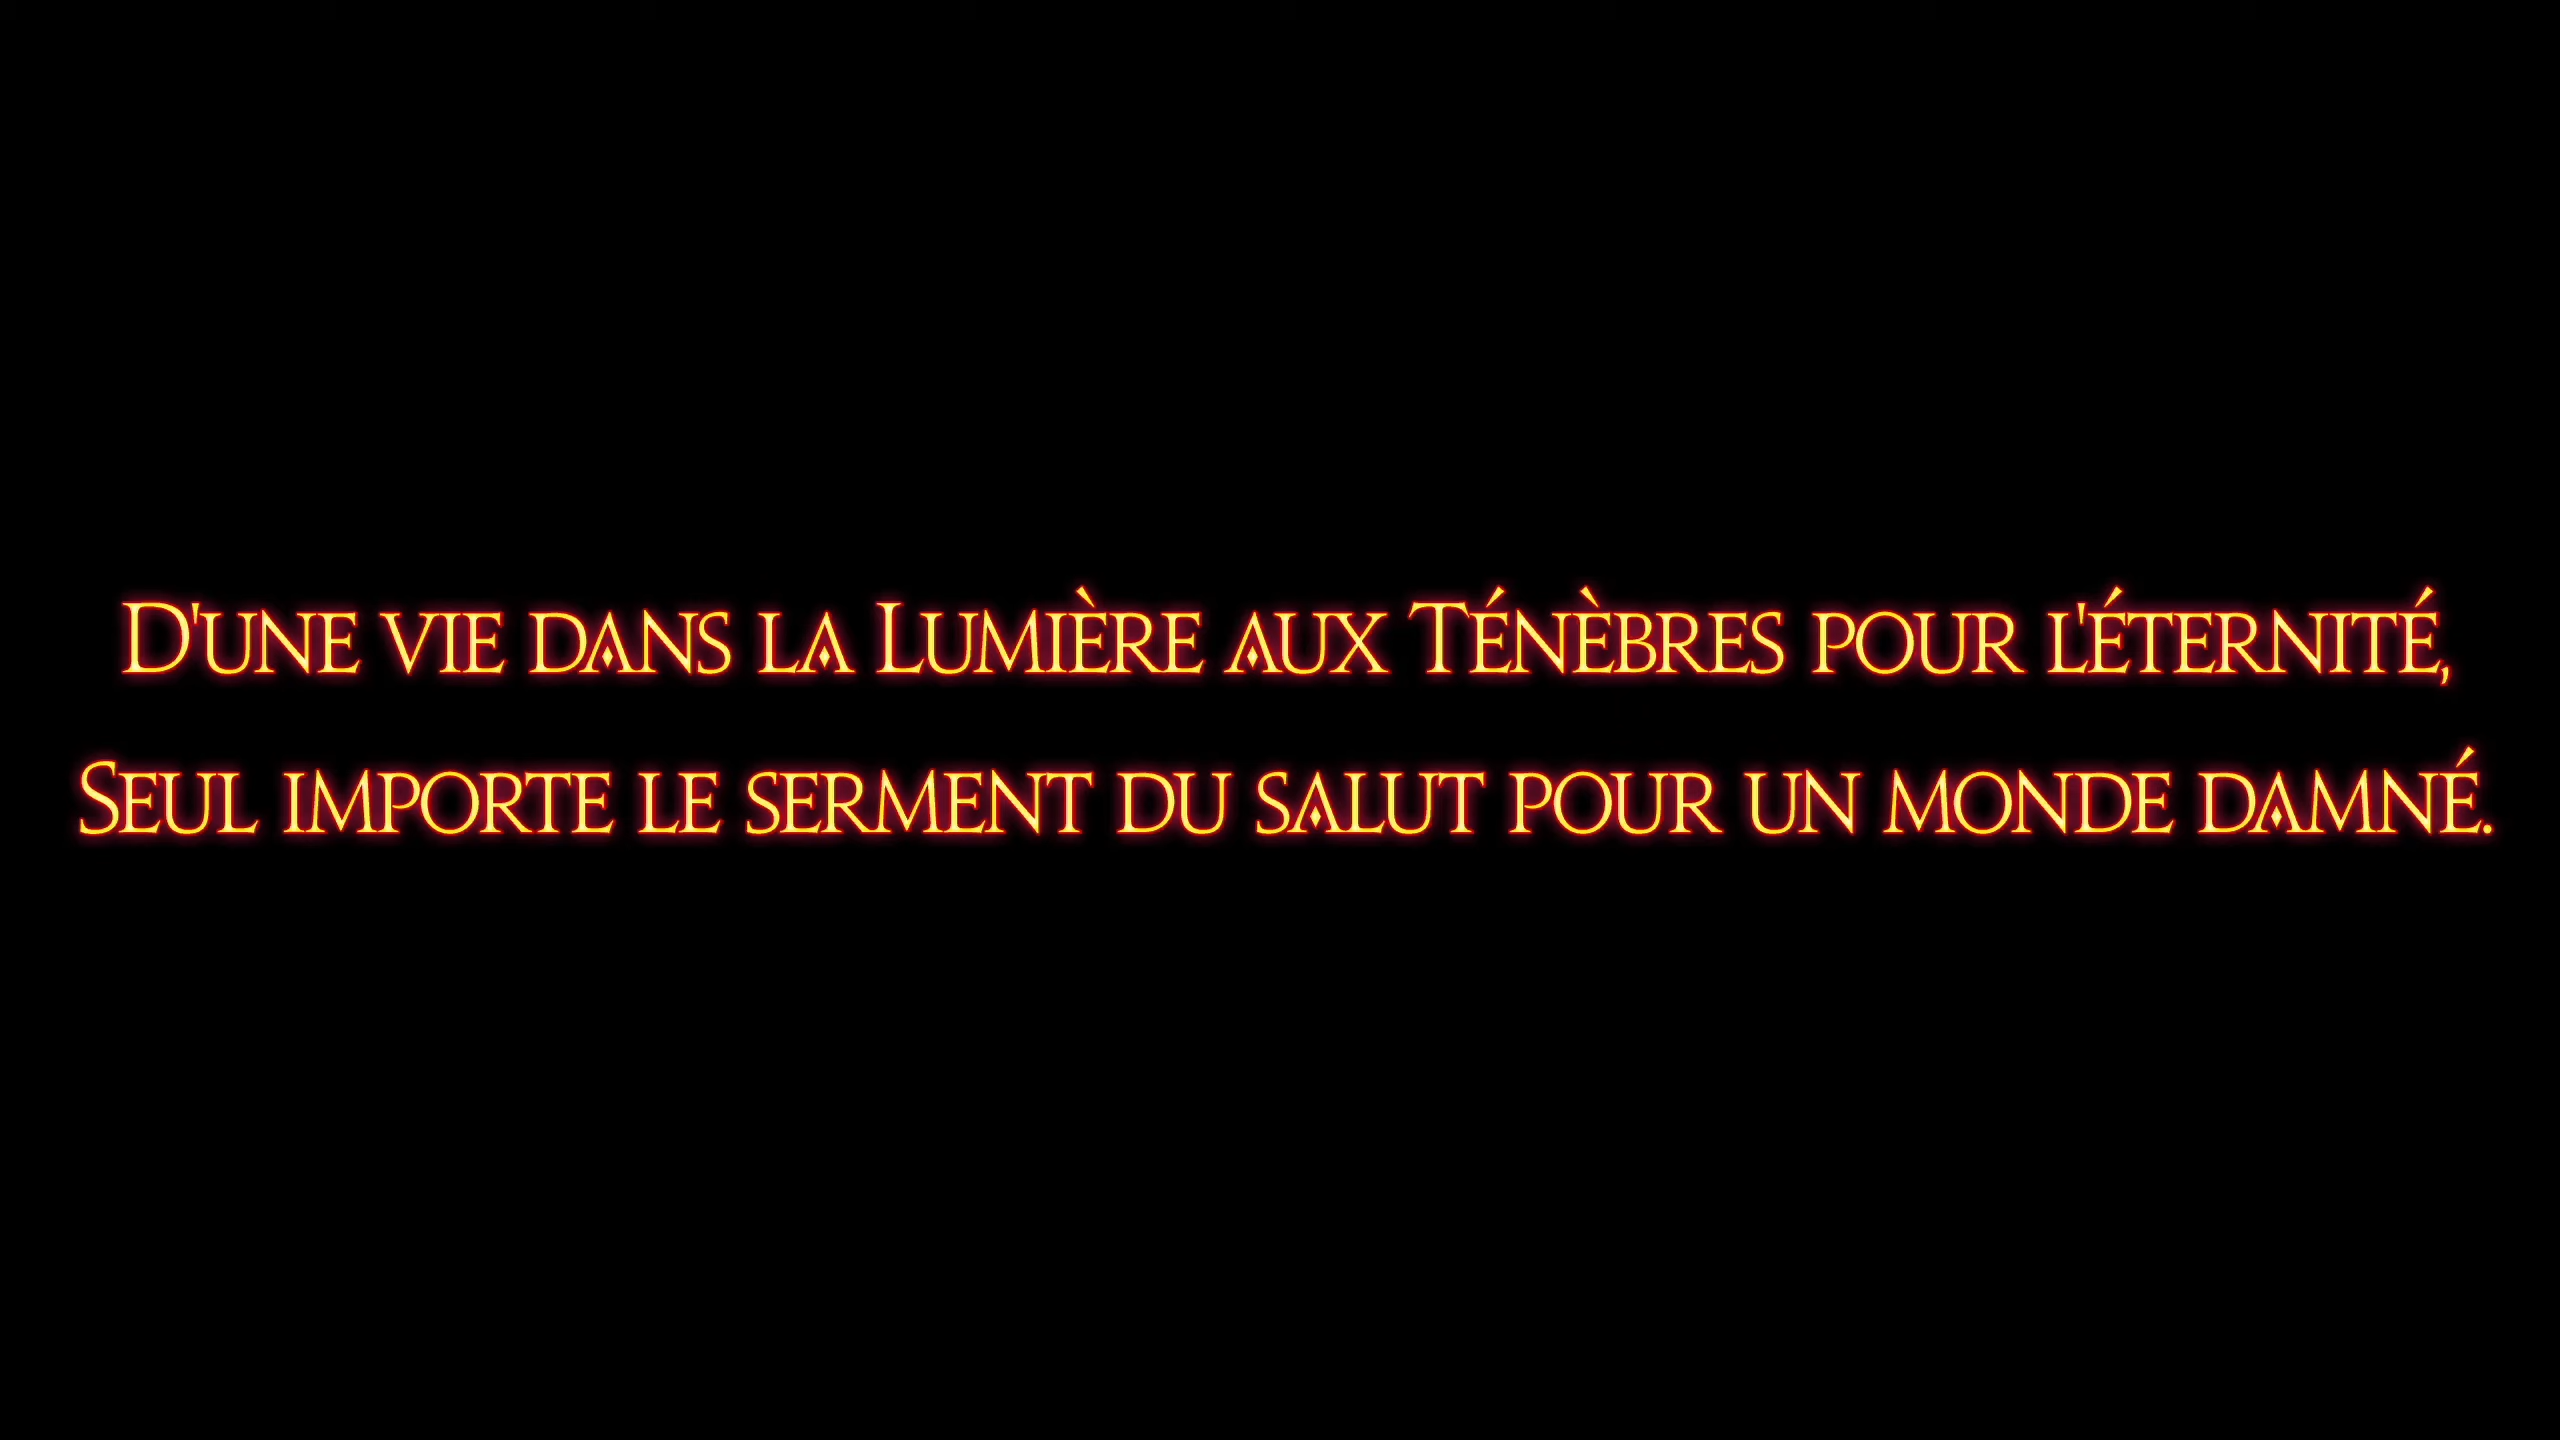 D'une vie dans la Lumière aux Ténèbres pour l'éternité,
Seul importe le serment du salut pour un monde damné.